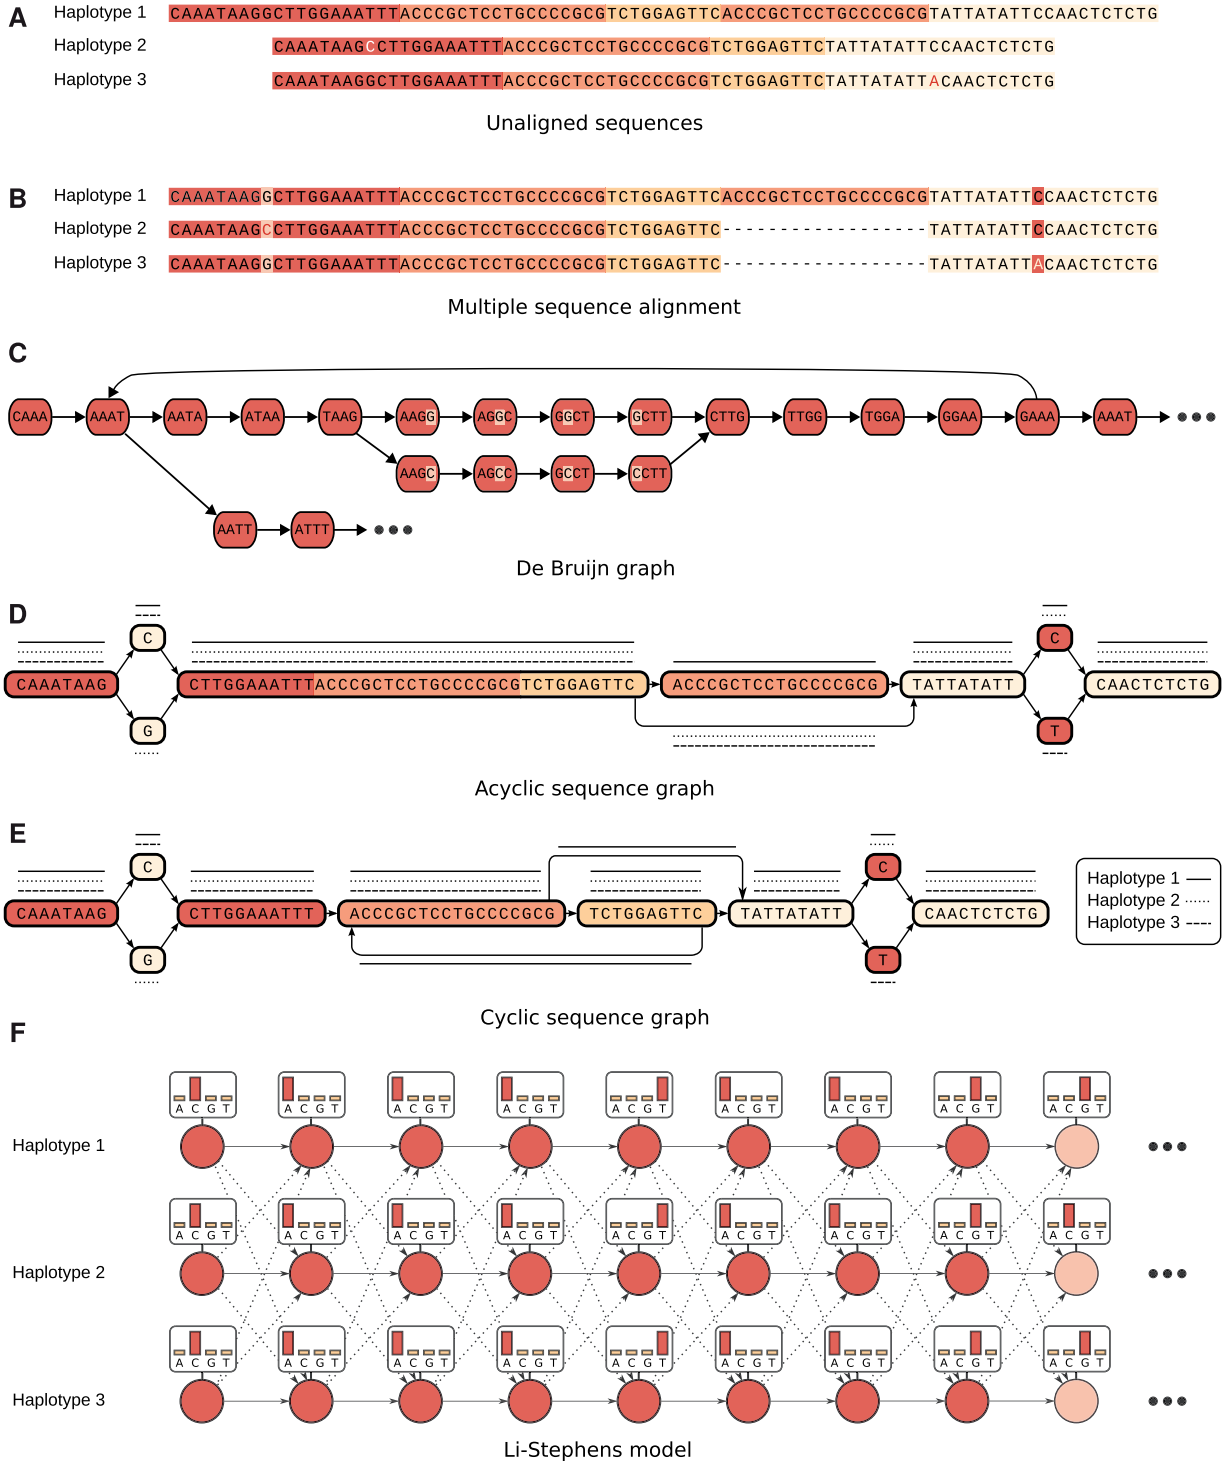 A
Haplotype 1 CAAATAAGGCTTGGAAATTTACCCGCTCCTGCCCCGCGTCTGGAGTTCACCCGCTCCTGCCCCGCGTATTATATTCCAACTCTCTG
Haplotype 2 CAAATAAGCCTTGGAAATTTACCCGCTCCTGCCCCGCGTCTGGAGTTCTATTATATTCCAACTCTCTG
Haplotype 3 CAAATAAGGCTTGGAAATTTACCCGCTCCTGCCCCGCGTCTGGAGTTCTATTATATTACAACTCTCTG
Unaligned sequences
B
Haplotype 1 CAAATAAGGCTTGGAAATTTACCCGCTCCTGCCCCGCGTCTGGAGTTCACCCGCTCCTGCCCCGCGTATTATATTCCAACTCTCTG
Haplotype 2 CAAATAAGCCTTGGAAATTTACCCGCTCCTGCCCCGCGTCTGGAGTTC------------------TATTATATTCCAACTCTCTG
Haplotype 3 CAAATAAGGCTTGGAAATTTACCCGCTCCTGCCCCGCGTCTGGAGTTC------------------TATTATATTACAACTCTCTG
Multiple sequence alignment
C
CAAA AAAT AATA ATAA TAAG AAGG AGGC GGCT GCTT CTTG TTGG TGGA GGAA GAAA AAAT
AAGC AGCC GCCT CCTT
AATT ATTT
De Bruijn graph
D
C C
CAAATAAG CTTGGAAATTTACCCGCTCCTGCCCCGCGTCTGGAGTTC ACCCGCTCCTGCCCCGCG TATTATATT CAACTCTCTG
G T
Acyclic sequence graph
E
C C
CAAATAAG CTTGGAAATTT ACCCGCTCCTGCCCCGCG TCTGGAGTTC TATTATATT CAACTCTCTG
G T
Haplotype 1
Haplotype 2
Haplotype 3
Cyclic sequence graph
F
A C G T A C G T A C G T A C G T A C G T A C G T A C G T A C G T A C G T
Haplotype 1
A C G T A C G T A C G T A C G T A C G T A C G T A C G T A C G T A C G T
Haplotype 2
A C G T A C G T A C G T A C G T A C G T A C G T A C G T A C G T A C G T
Haplotype 3
Li-Stephens model